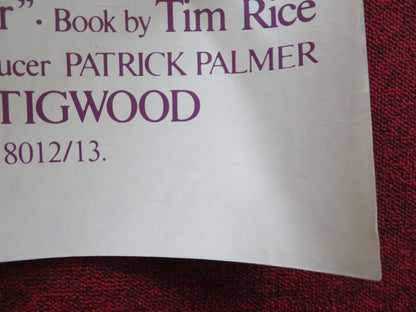 r” · Book by Tim Rice
ucer PATRICK PALMER
TIGWOOD
8012/13.